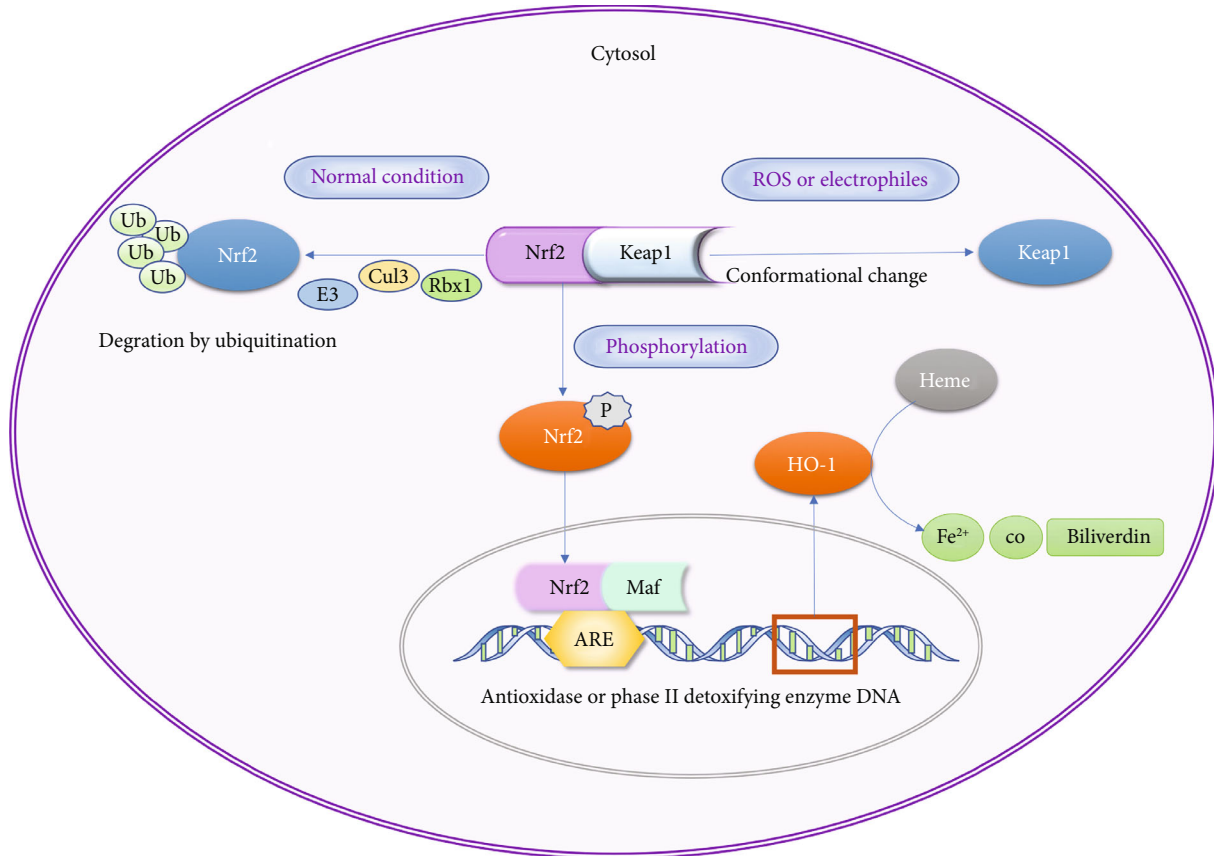 Cytosol
Normal condition
ROS or electrophiles
Ub
Ub
Ub
Ub
Nrf2
E3
Cul3
Rbx1
Nrf2
Keap1
Conformational change
Keap1
Degration by ubiquitination
Phosphorylation
P
Nrf2
Heme
HO-1
Fe²⁺
co
Biliverdin
Nrf2
Maf
ARE
Antioxidase or phase II detoxifying enzyme DNA